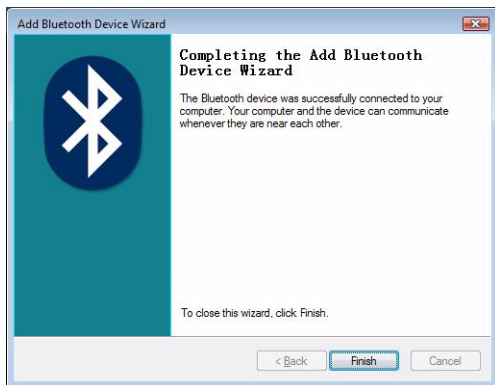 Add Bluetooth Device Wizard
Completing the Add Bluetooth
Device Wizard
The Bluetooth device was successfully connected to your
computer. Your computer and the device can communicate
whenever they are near each other.
To close this wizard, click Finish.
< Back
Finish
Cancel